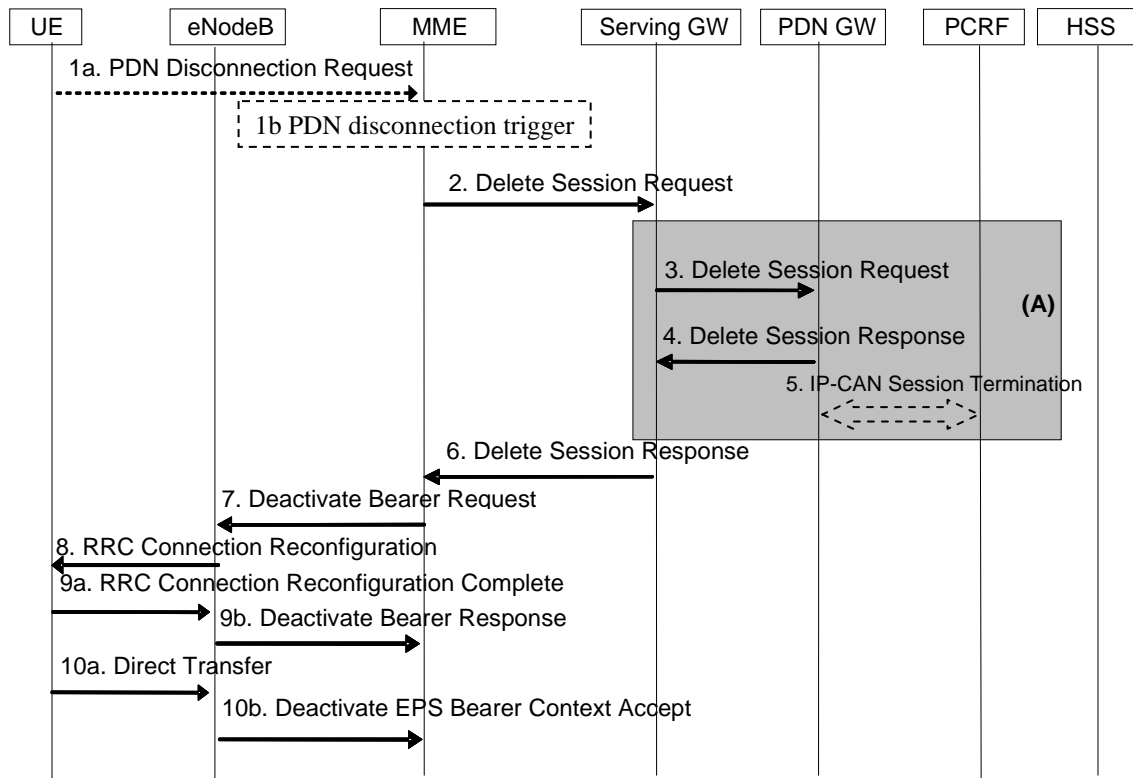 UE
eNodeB
MME
Serving GW
PDN GW
PCRF
HSS
1a. PDN Disconnection Request
1b PDN disconnection trigger
2. Delete Session Request
3. Delete Session Request
(A)
4. Delete Session Response
5. IP-CAN Session Termination
6. Delete Session Response
7. Deactivate Bearer Request
8. RRC Connection Reconfiguration
9a. RRC Connection Reconfiguration Complete
9b. Deactivate Bearer Response
10a. Direct Transfer
10b. Deactivate EPS Bearer Context Accept